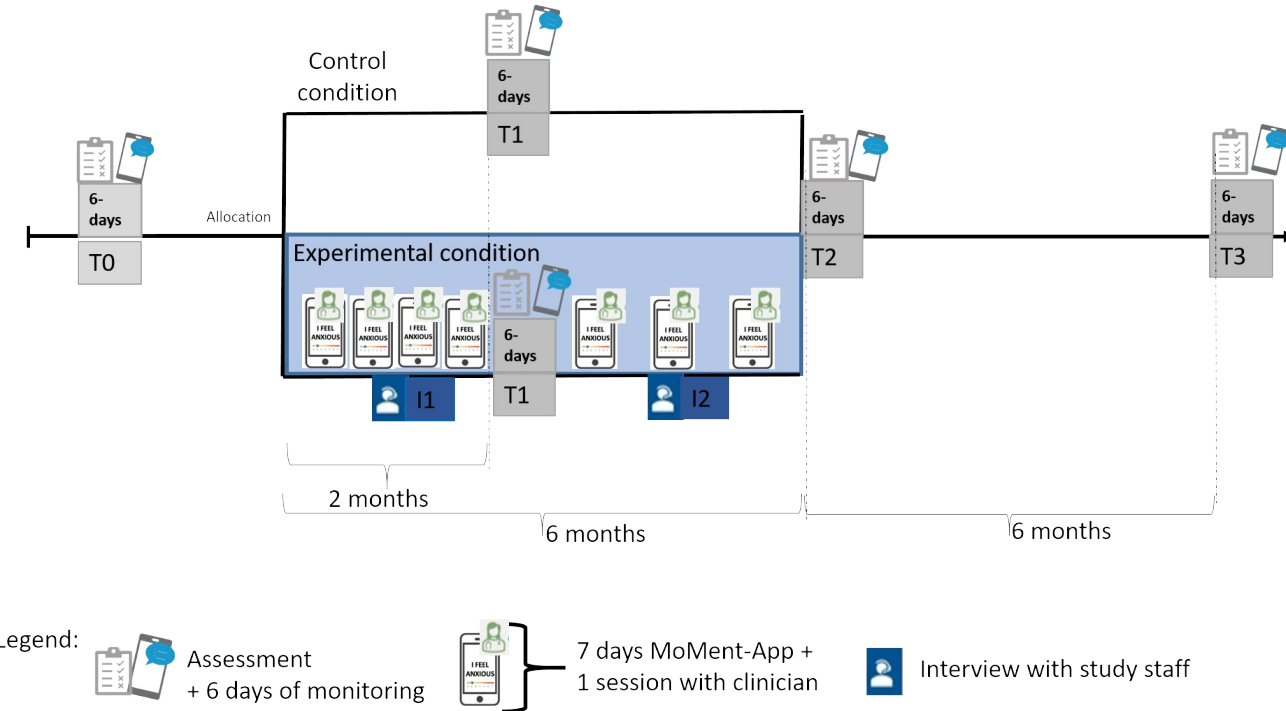 Control
condition
6-
days
T1
6-
days
T0
Allocation
6-
days
T2
6-
days
T3
Experimental condition
I FEEL
ANXIOUS
I FEEL
ANXIOUS
I FEEL
ANXIOUS
I FEEL
ANXIOUS
6-
days
T1
I FEEL
ANXIOUS
I FEEL
ANXIOUS
I FEEL
ANXIOUS
I1
I2
2 months
6 months
6 months
Legend:
Assessment
+ 6 days of monitoring
I FEEL
ANXIOUS
7 days MoMent-App +
1 session with clinician
Interview with study staff